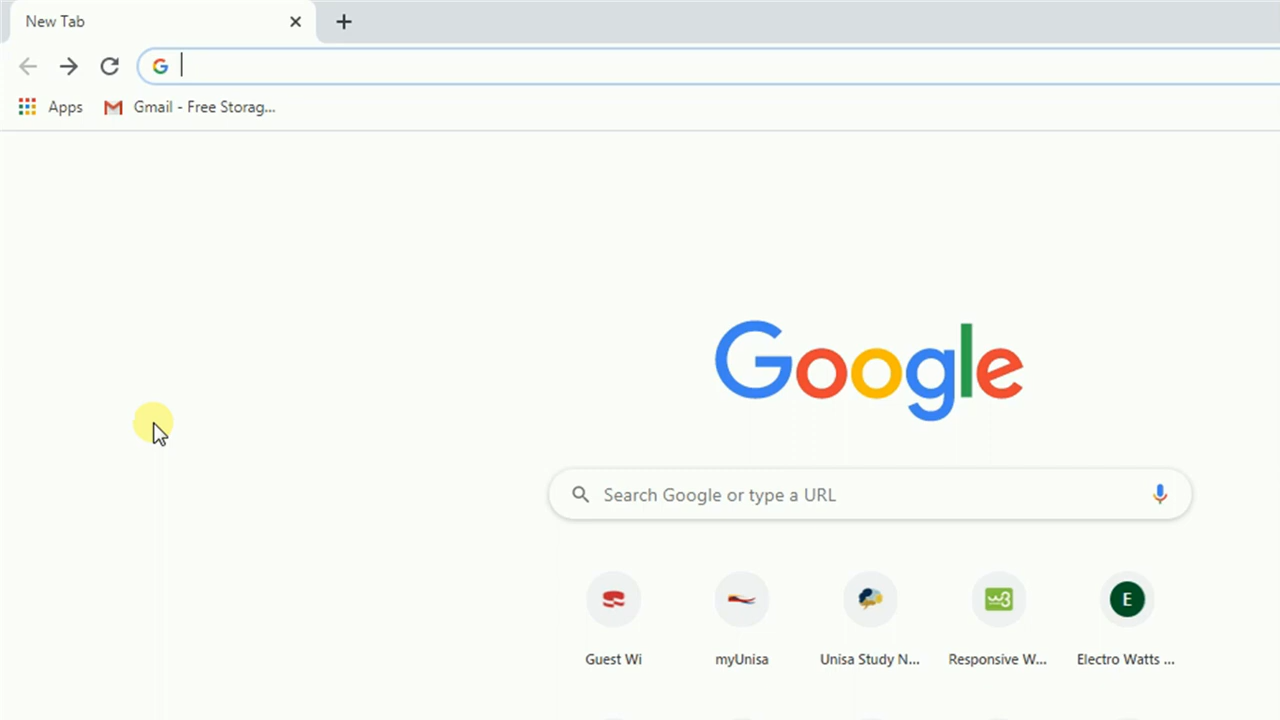 New Tab
Apps
Gmail - Free Storag...
Google
Search Google or type a URL
E
Guest Wi
myUnisa
Unisa Study N...
Responsive W...
Electro Watts ...